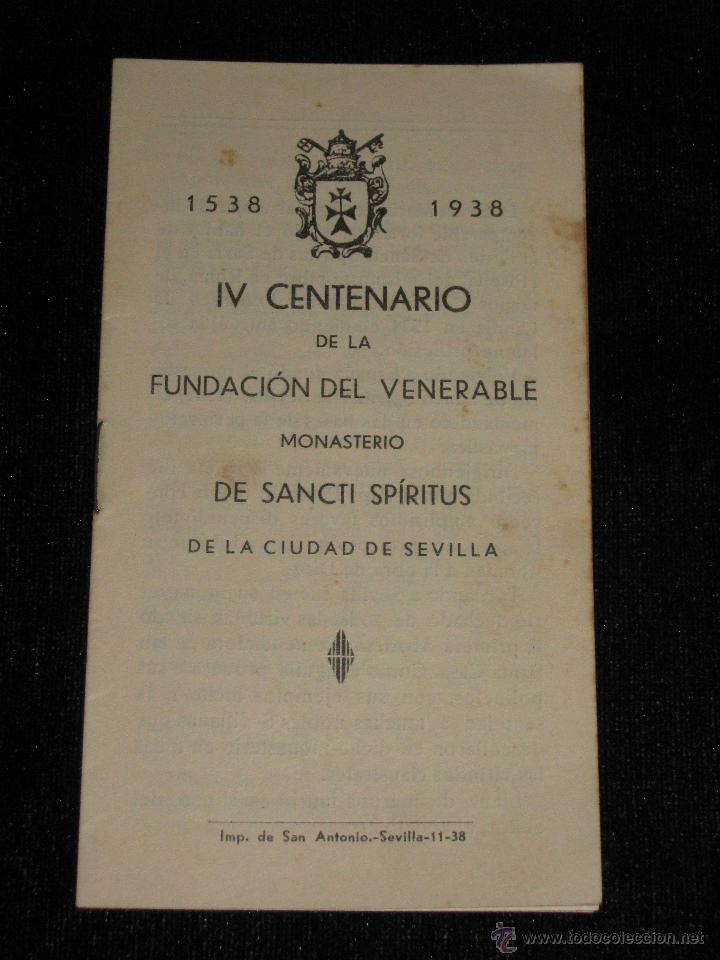 1538 1938
IV CENTENARIO
DE LA
FUNDACIÓN DEL VENERABLE
MONASTERIO
DE SANCTI SPÍRITUS
DE LA CIUDAD DE SEVILLA
Imp. de San Antonio.-Sevilla-11-38
www.todocoleccion.net